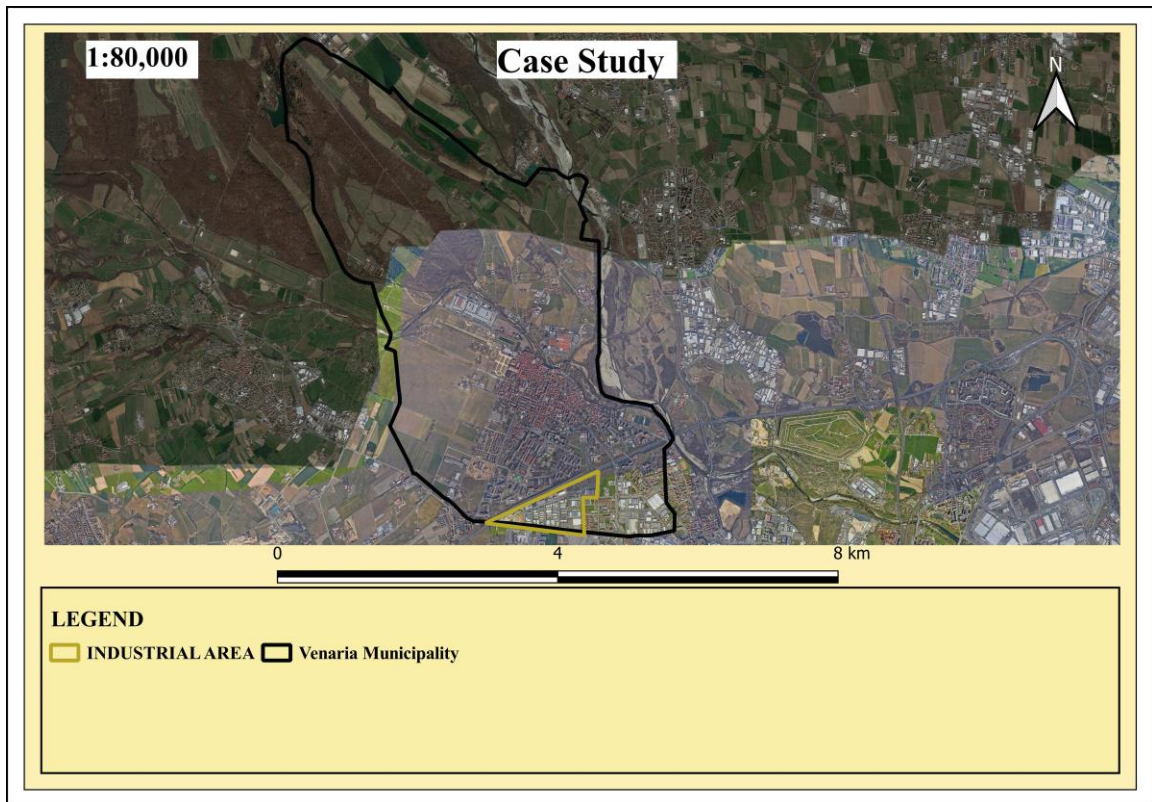 1:80,000
Case Study
N
0 4 8 km
LEGEND
INDUSTRIAL AREA Venaria Municipality